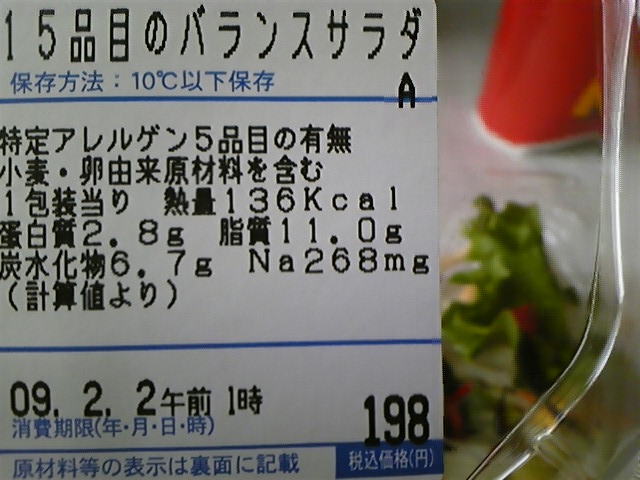 15品目のバランスサラダ
保存方法：10℃以下保存
A
特定アレルゲン5品目の有無
小麦・卵由来原材料を含む
1包装当り 熱量136Kcal
蛋白質2.8g 脂質11.0g
炭水化物6.7g Na268mg
（計算値より）
09.2.2午前1時
消費期限(年・月・日・時)
198
税込価格(円)
原材料等の表示は裏面に記載